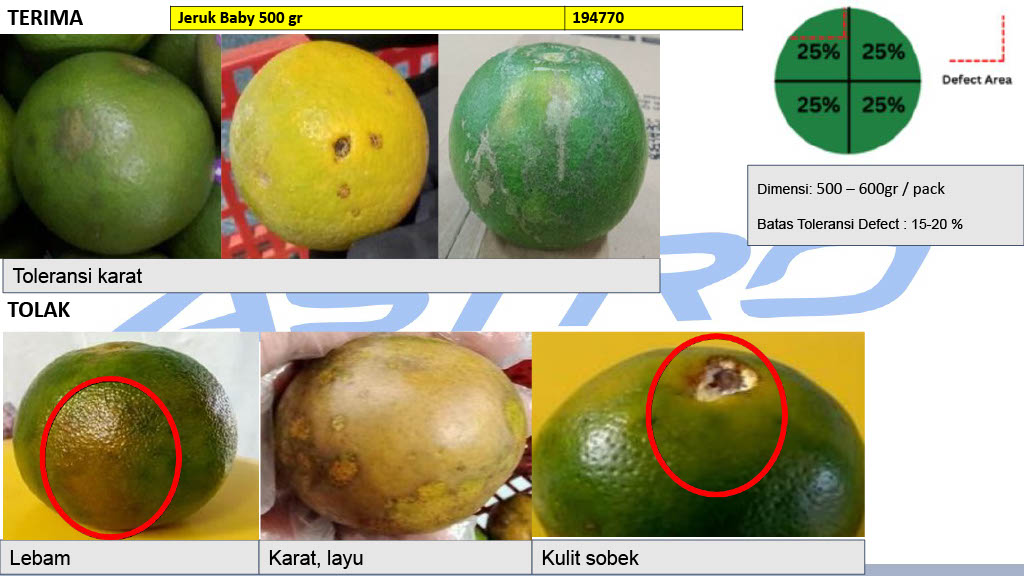 TERIMA
Jeruk Baby 500 gr
194770
25% 25%
25% 25%
Defect Area
Dimensi: 500 – 600gr / pack
Batas Toleransi Defect : 15-20 %
Toleransi karat
ASTRO
TOLAK
Lebam
Karat, layu
Kulit sobek